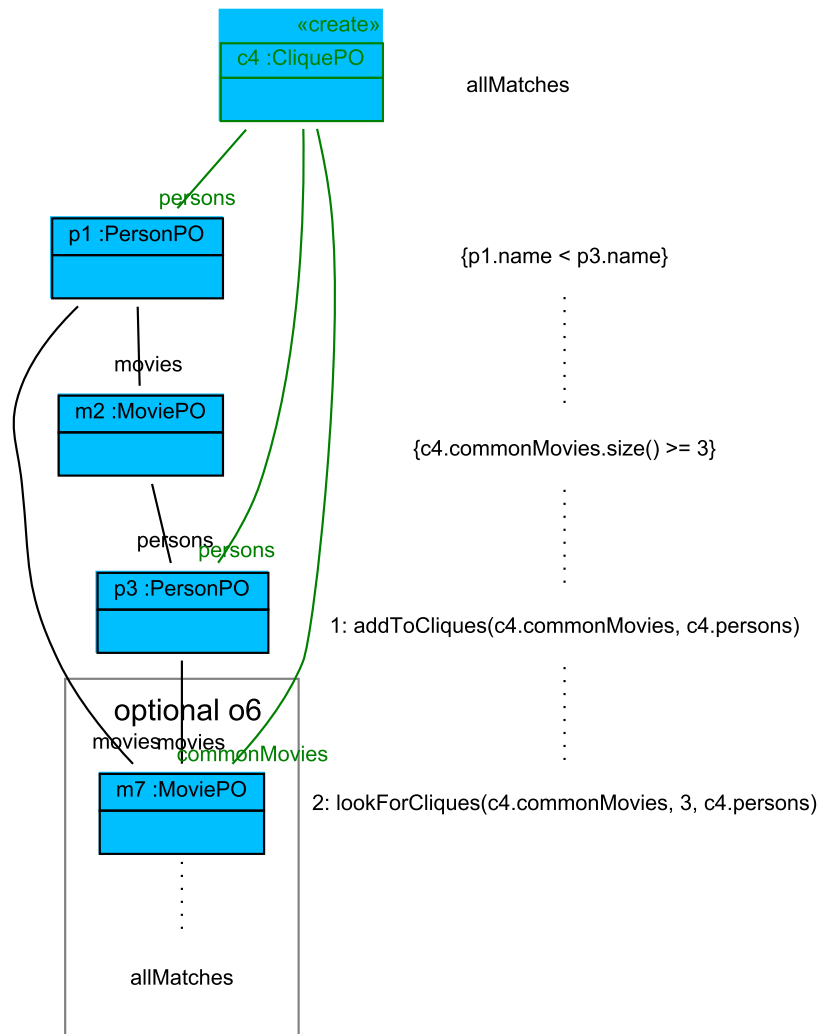 «create»
c4 :CliquePO
allMatches
persons
p1 :PersonPO
{p1.name < p3.name}
movies
m2 :MoviePO
{c4.commonMovies.size() >= 3}
persons
persons
p3 :PersonPO
1: addToCliques(c4.commonMovies, c4.persons)
optional o6
movies
movies
commonMovies
m7 :MoviePO
2: lookForCliques(c4.commonMovies, 3, c4.persons)
allMatches